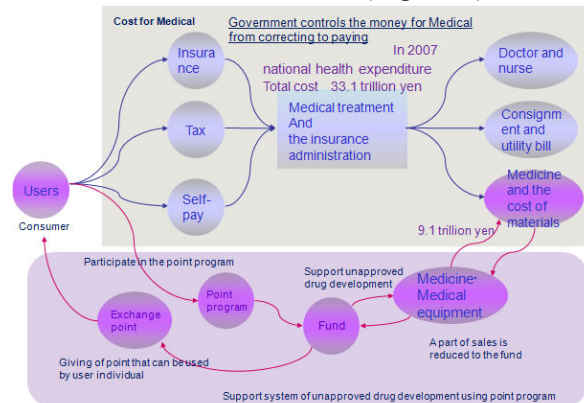 Cost for Medical
Government controls the money for Medical
from correcting to paying
In 2007
national health expenditure
Total cost 33.1 trillion yen
Insura
nce
Tax
Self-
pay
Medical treatment
And
the insurance
administration
Doctor and
nurse
Consign
ment and
utility bill
Medicine
and the
cost of
materials
Users
Consumer
9.1 trillion yen
Participate in the point program
Support unapproved
drug development
Point
program
Exchange
point
Fund
Medicine·
Medical
equipment
Giving of point that can be used
by user individual
A part of sales
is reduced to the fund
Support system of unapproved drug development using point program